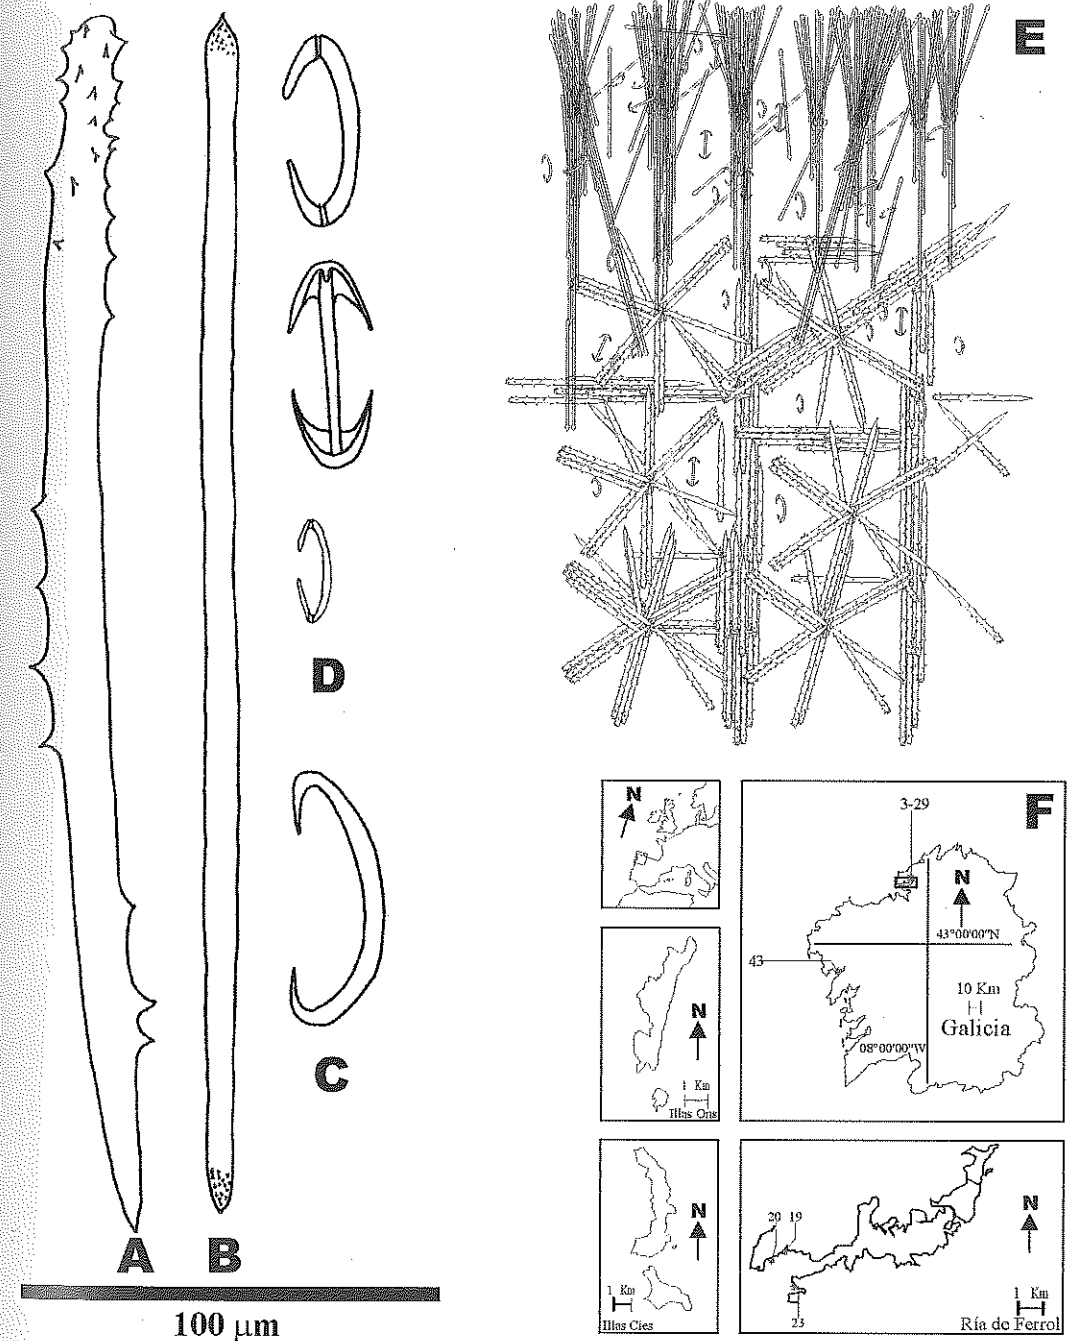 A
B
100 μm
D
C
E
N
F
3-29
N
43°00'00"N
43
10 Km
Galicia
08°00'00"W
N
1 Km
Illas Ons
N
1 Km
Illas Cíes
20 19
N
23
1 Km
Ría de Ferrol